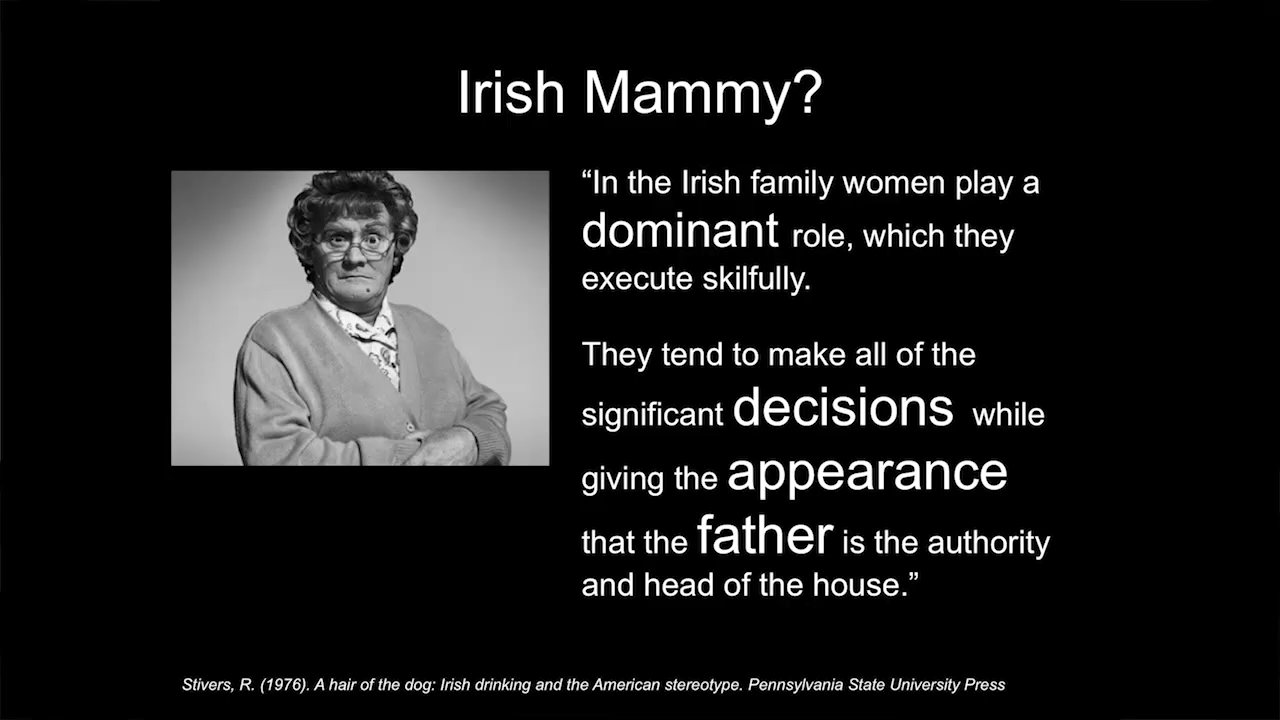 Irish Mammy?
“In the Irish family women play a
dominant role, which they
execute skilfully.
They tend to make all of the
significant decisions while
giving the appearance
that the father is the authority
and head of the house.”
Stivers, R. (1976). A hair of the dog: Irish drinking and the American stereotype. Pennsylvania State University Press